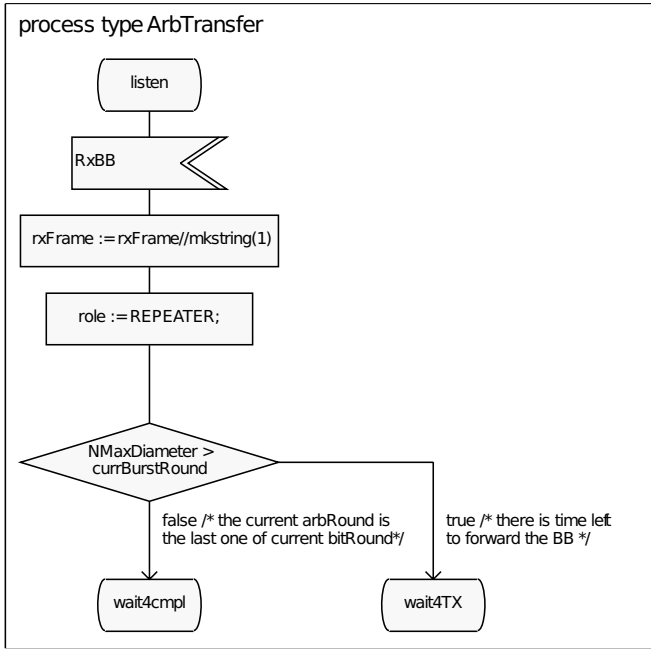 process type ArbTransfer
listen
RxBB
rxFrame := rxFrame//mkstring(1)
role := REPEATER;
NMaxDiameter >
currBurstRound
false /* the current arbRound is
the last one of current bitRound*/
true /* there is time left
to forward the BB */
wait4cmpl
wait4TX